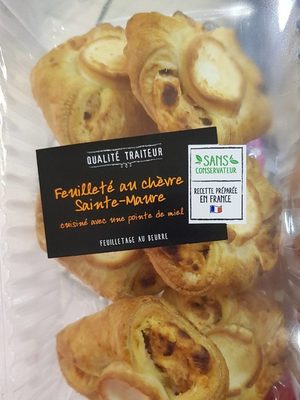 QUALITÉ TRAITEUR
Feuilleté au chèvre
Sainte-Maure
cuisiné avec une pointe de miel
FEUILLETAGE AU BEURRE
SANS
CONSERVATEUR
RECETTE PRÉPARÉE
EN FRANCE